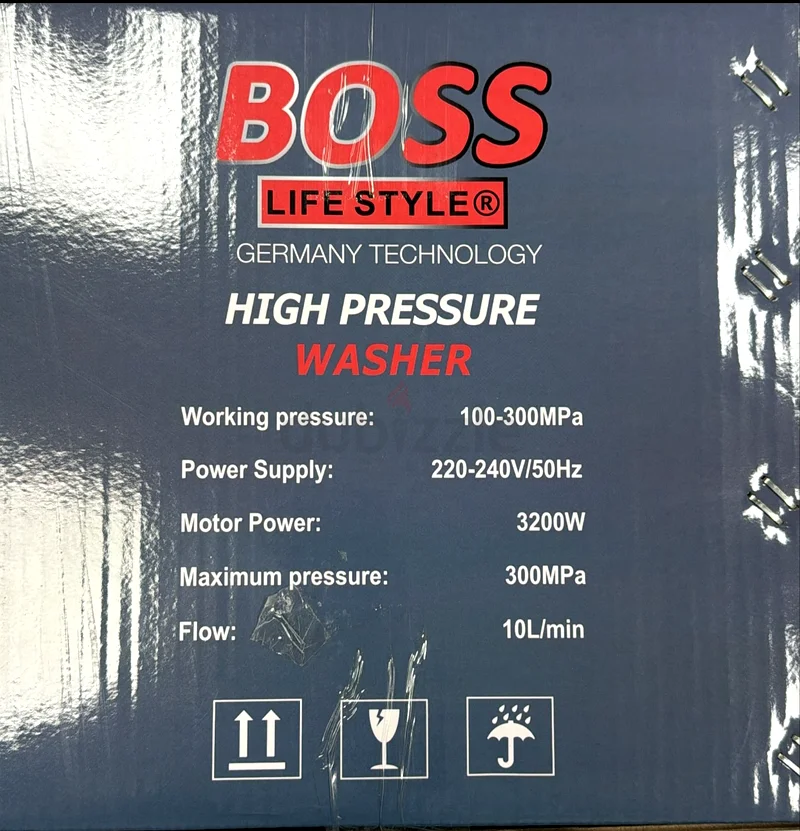 BOSS
LIFE STYLE®
GERMANY TECHNOLOGY
HIGH PRESSURE
WASHER
Working pressure: 100-300MPa
dubizzle
Power Supply: 220-240V/50Hz
Motor Power: 3200W
Maximum pressure: 300MPa
Flow: 10L/min